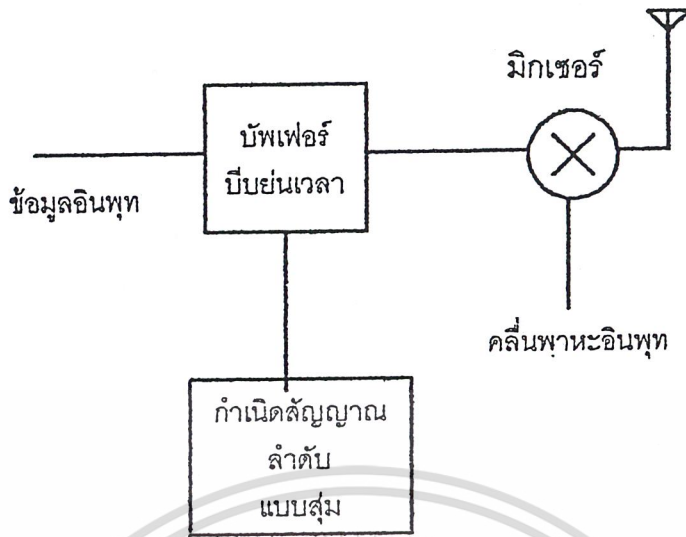 มิกเซอร์
บัพเฟอร์
บีบย่นเวลา
ข้อมูลอินพุท
คลื่นพาหะอินพุท
กำเนิดสัญญาณ
ลำดับ
แบบสุ่ม